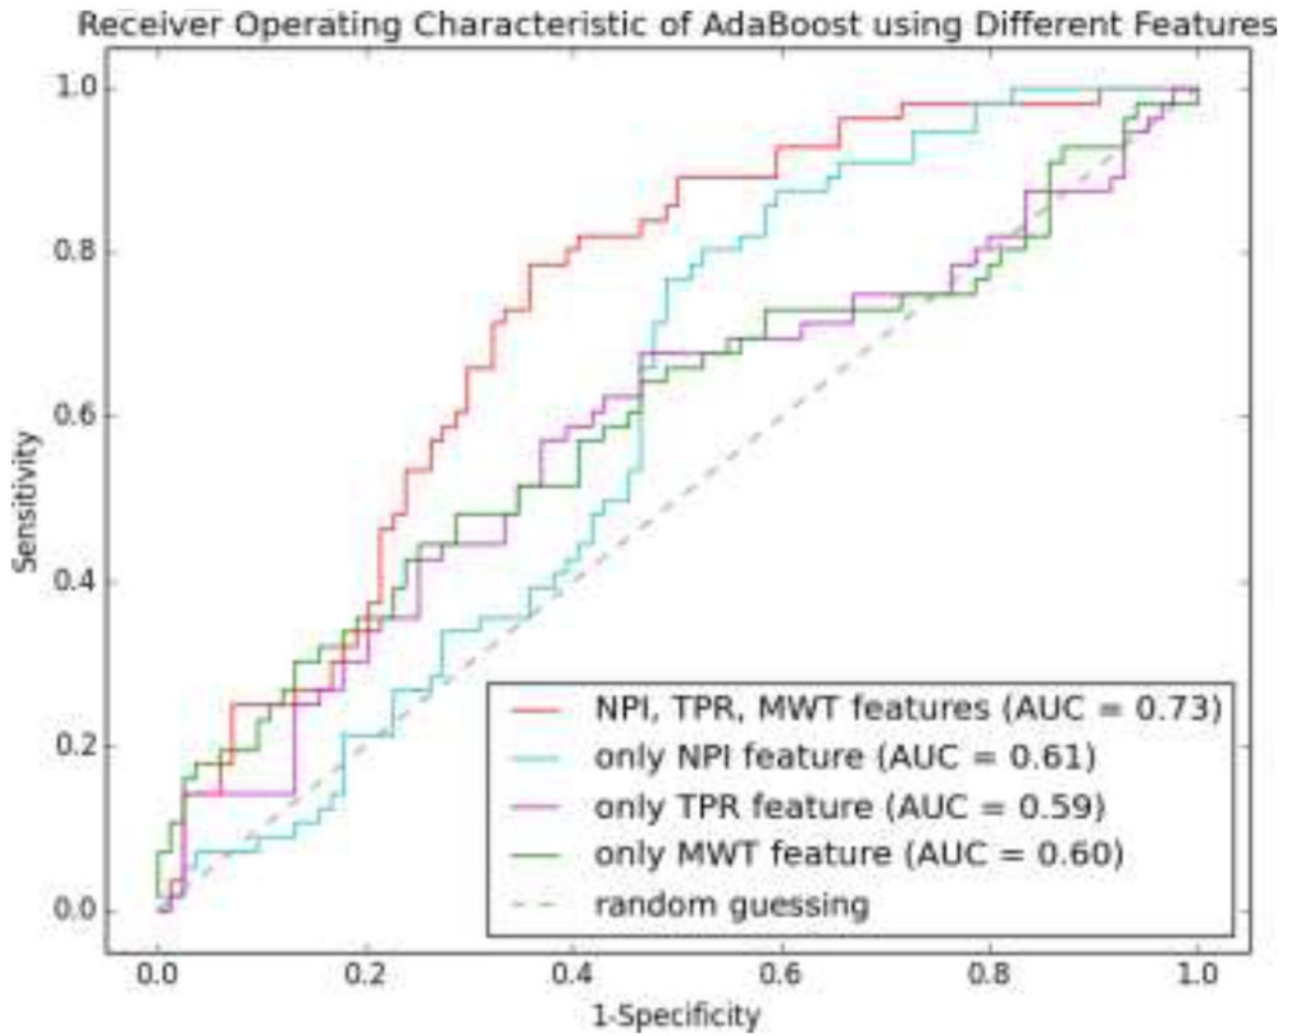 Receiver Operating Characteristic of AdaBoost using Different Features
1.0
0.8
0.6
0.4
0.2
0.0
Sensitivity
NPI, TPR, MWT features (AUC = 0.73)
only NPI feature (AUC = 0.61)
only TPR feature (AUC = 0.59)
only MWT feature (AUC = 0.60)
random guessing
0.0 0.2 0.4 0.6 0.8 1.0
1-Specificity